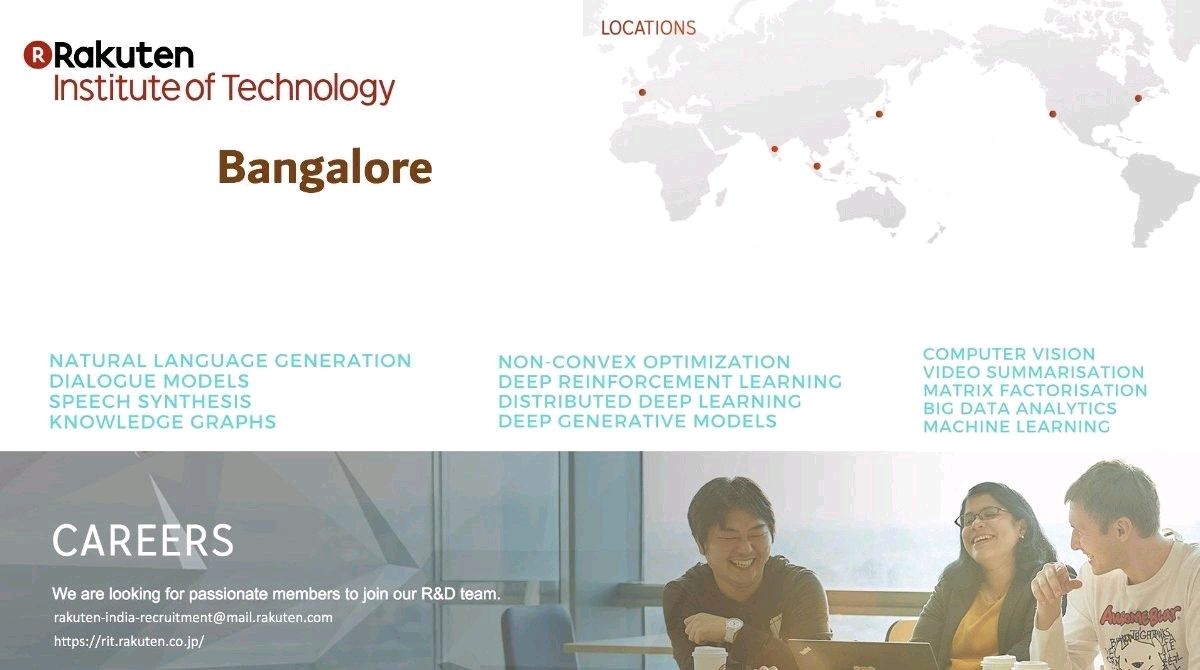 R Rakuten
Institute of Technology
Bangalore
LOCATIONS
NATURAL LANGUAGE GENERATION
DIALOGUE MODELS
SPEECH SYNTHESIS
KNOWLEDGE GRAPHS
NON-CONVEX OPTIMIZATION
DEEP REINFORCEMENT LEARNING
DISTRIBUTED DEEP LEARNING
DEEP GENERATIVE MODELS
COMPUTER VISION
VIDEO SUMMARISATION
MATRIX FACTORISATION
BIG DATA ANALYTICS
MACHINE LEARNING
CAREERS
We are looking for passionate members to join our R&D team.
rakuten-india-recruitment@mail.rakuten.com
https://rit.rakuten.co.jp/